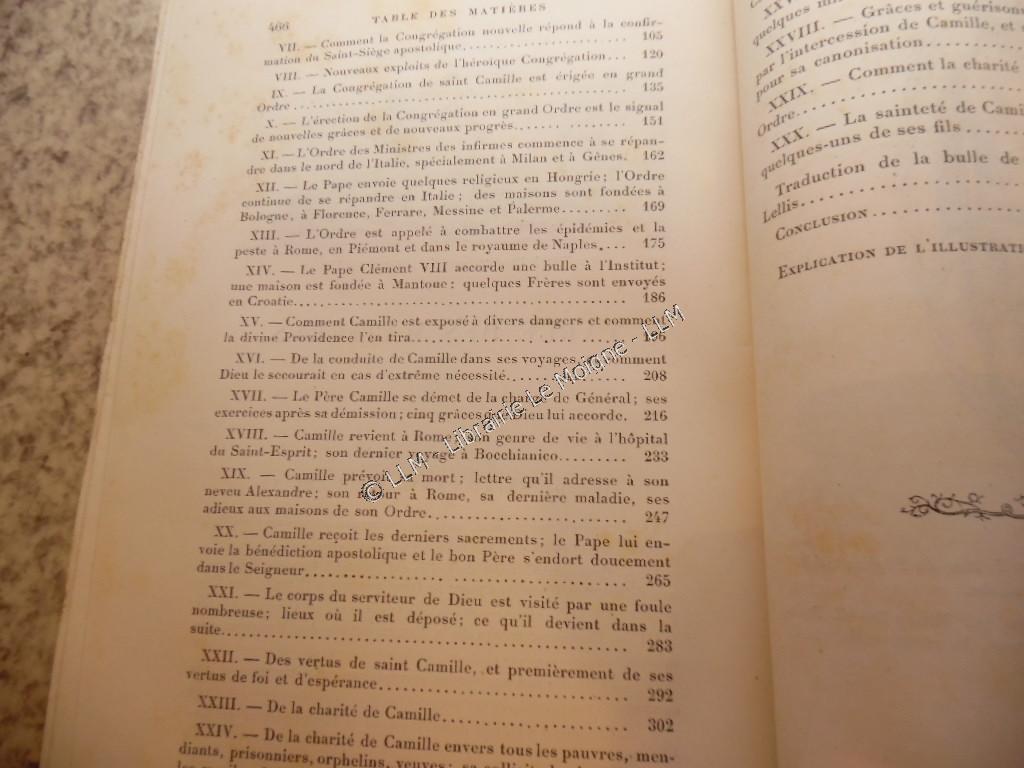 466
TABLE DES MATIÈRES
VII. — Comment la Congrégation nouvelle répond à la confir-
mation du Saint-Siège apostolique........................ 105
VIII. — Nouveaux exploits de l'héroïque Congrégation... 120
IX. — La Congrégation de saint Camille est érigée en grand
Ordre................................................ 135
X. — L'érection de la Congrégation en grand Ordre est le signal
de nouvelles grâces et de nouveaux progrès................ 151
XI. — L'Ordre des Ministres des infirmes commence à se répan-
dre dans le nord de l'Italie, spécialement à Milan et à Gênes. 162
XII. — Le Pape envoie quelques religieux en Hongrie; l'Ordre
continue de se répandre en Italie; des maisons sont fondées à
Bologne, à Florence, Ferrare, Messine et Palerme......... 169
XIII. — L'Ordre est appelé à combattre les épidémies et la
peste à Rome, en Piémont et dans le royaume de Naples.... 175
XIV. — Le Pape Clément VIII accorde une bulle à l'Institut;
une maison est fondée à Mantoue: quelques Frères sont envoyés
en Croatie............................................ 186
XV. — Comment Camille est exposé à divers dangers et comment
la divine Providence l'en tira............................
XVI. — De la conduite de Camille dans ses voyages comment
Dieu le secourait en cas d'extrême nécessité................ 208
XVII. — Le Père Camille se démet de la charge de Général; ses
exercices après sa démission; cinq grâces que Dieu lui accorde. 216
XVIII. — Camille revient à Rome; son genre de vie à l'hôpital
du Saint-Esprit; son dernier voyage à Bocchianico......... 233
XIX. — Camille prévoit mort; lettre qu'il adresse à son
neveu Alexandre; son retour à Rome, sa dernière maladie, ses
adieux aux maisons de son Ordre........................ 247
XX. — Camille reçoit les derniers sacrements; le Pape lui en-
voie la bénédiction apostolique et le bon Père s'endort doucement
dans le Seigneur........................................ 265
XXI. — Le corps du serviteur de Dieu est visité par une foule
nombreuse; lieux où il est déposé; ce qu'il devient dans la
suite................................................ 283
XXII. — Des vertus de saint Camille, et premièrement de ses
vertus de foi et d'espérance............................ 292
XXIII. — De la charité de Camille........................ 302
XXIV. — De la charité de Camille envers tous les pauvres, men-
diants, prisonniers, orphelins, veuves;
quelques
XXVIII. — Grâces et guérisons
par l'intercession de Camille, et
pour sa canonisation............
XXIX. — Comment la charité
Ordre............
XXX. — La sainteté de Camil
quelques-uns de ses fils............
Traduction de la bulle de
Lellis............
CONCLUSION............
EXPLICATION DE L'ILLUSTRATI
© LLM - Librairie Le Moigne - LLM